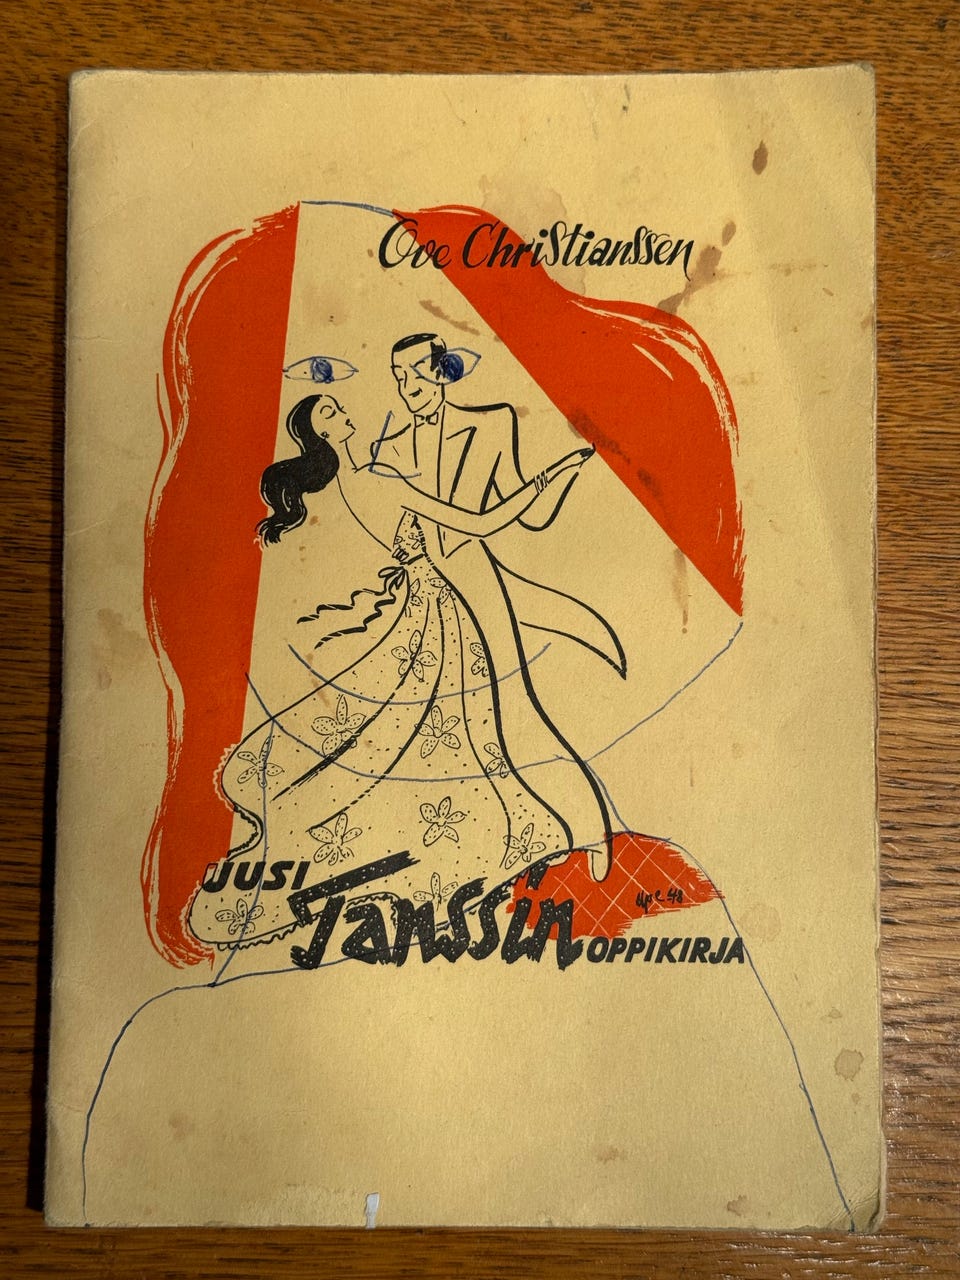 Ove Christianssen
UUSI
Tanssin
OPPIKIRJA